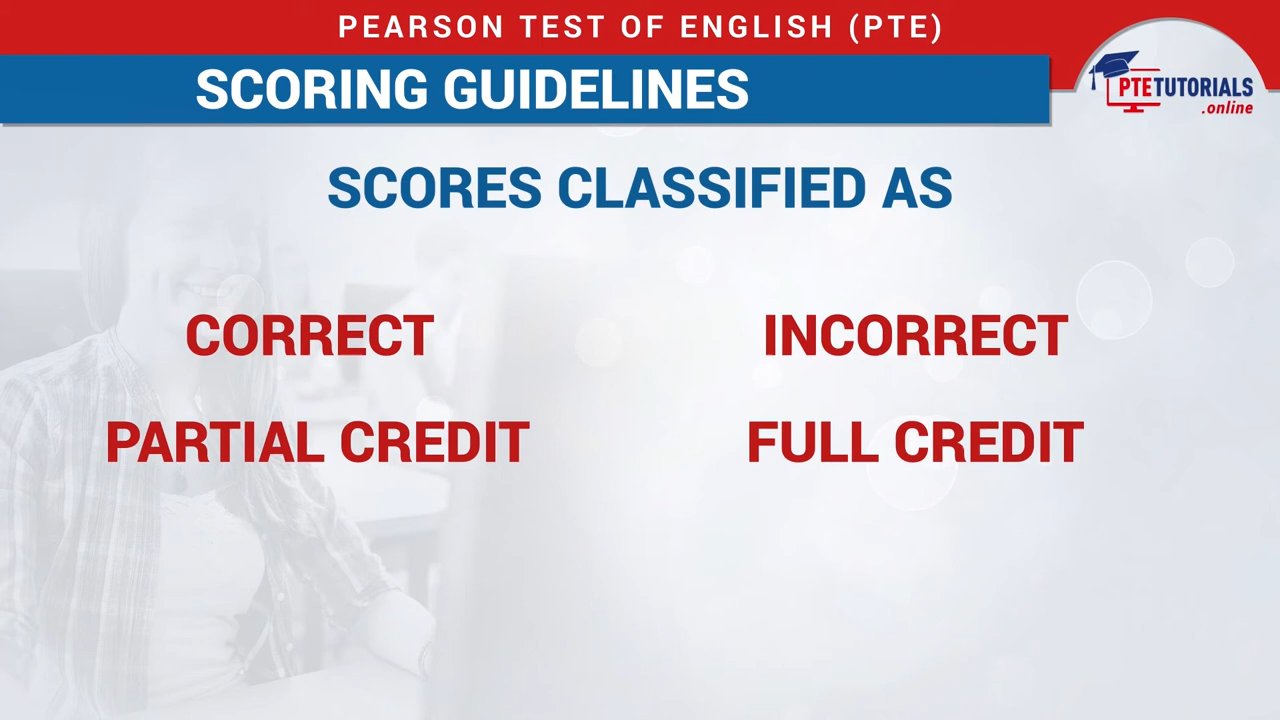 PEARSON TEST OF ENGLISH (PTE)
SCORING GUIDELINES
PTETUTORIALS
.online
SCORES CLASSIFIED AS
CORRECT
INCORRECT
PARTIAL CREDIT
FULL CREDIT